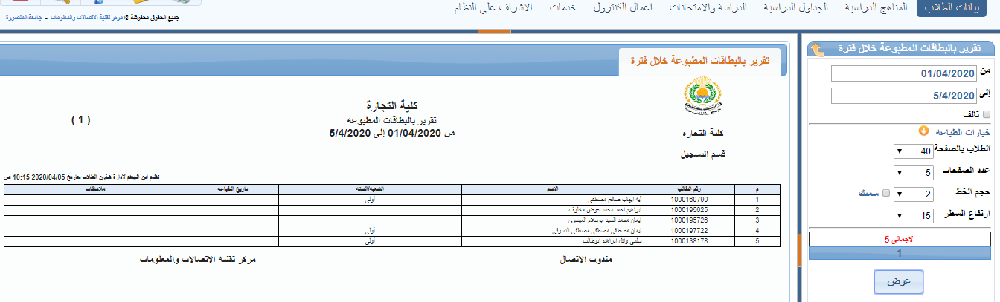 بيانات الطلاب المناهج الدراسية الجداول الدراسية الدراسة والامتحانات اعمال الكنترول خدمات الاشراف علي النظام
جميع الحقوق محفوظة © مركز تقنية الاتصالات والمعلومات - جامعة المنصورة
تقرير بالبطاقات المطبوعة خلال فترة
من 01/04/2020
إلى 5/4/2020
تالف
خيارات الطباعة
الطلاب بالصفحة 40
عدد الصفحات 5
حجم الخط 2 سميك
ارتفاع السطر 15
الاجمالى 5
1
عرض
تقرير بالبطاقات المطبوعة خلال فترة
كلية التجارة
قسم التسجيل
كلية التجارة
تقرير بالبطاقات المطبوعة
من 01/04/2020 إلى 5/4/2020
( 1 )
نظام ابن الهيثم لإدارة شئون الطلاب بتاريخ 2020/04/05 10:15 ص
م رقم الطالب الاسم الشعبة/السنة تاريخ الطباعة ملاحظات
1 1000160790 آيه ايهاب صالح مصطفى أولى
2 1000195625 ابراهيم احمد محمد عوض مخلوف
3 1000195726 ايمان محمد السيد ابوسلام العيسوى
4 1000197722 ايمان مصطفى مصطفى مصطفى الدسوقى أولى
5 1000138178 سلمى وائل ابراهيم ابوطالب أولى
مندوب الاتصال
مركز تقنية الاتصالات والمعلومات